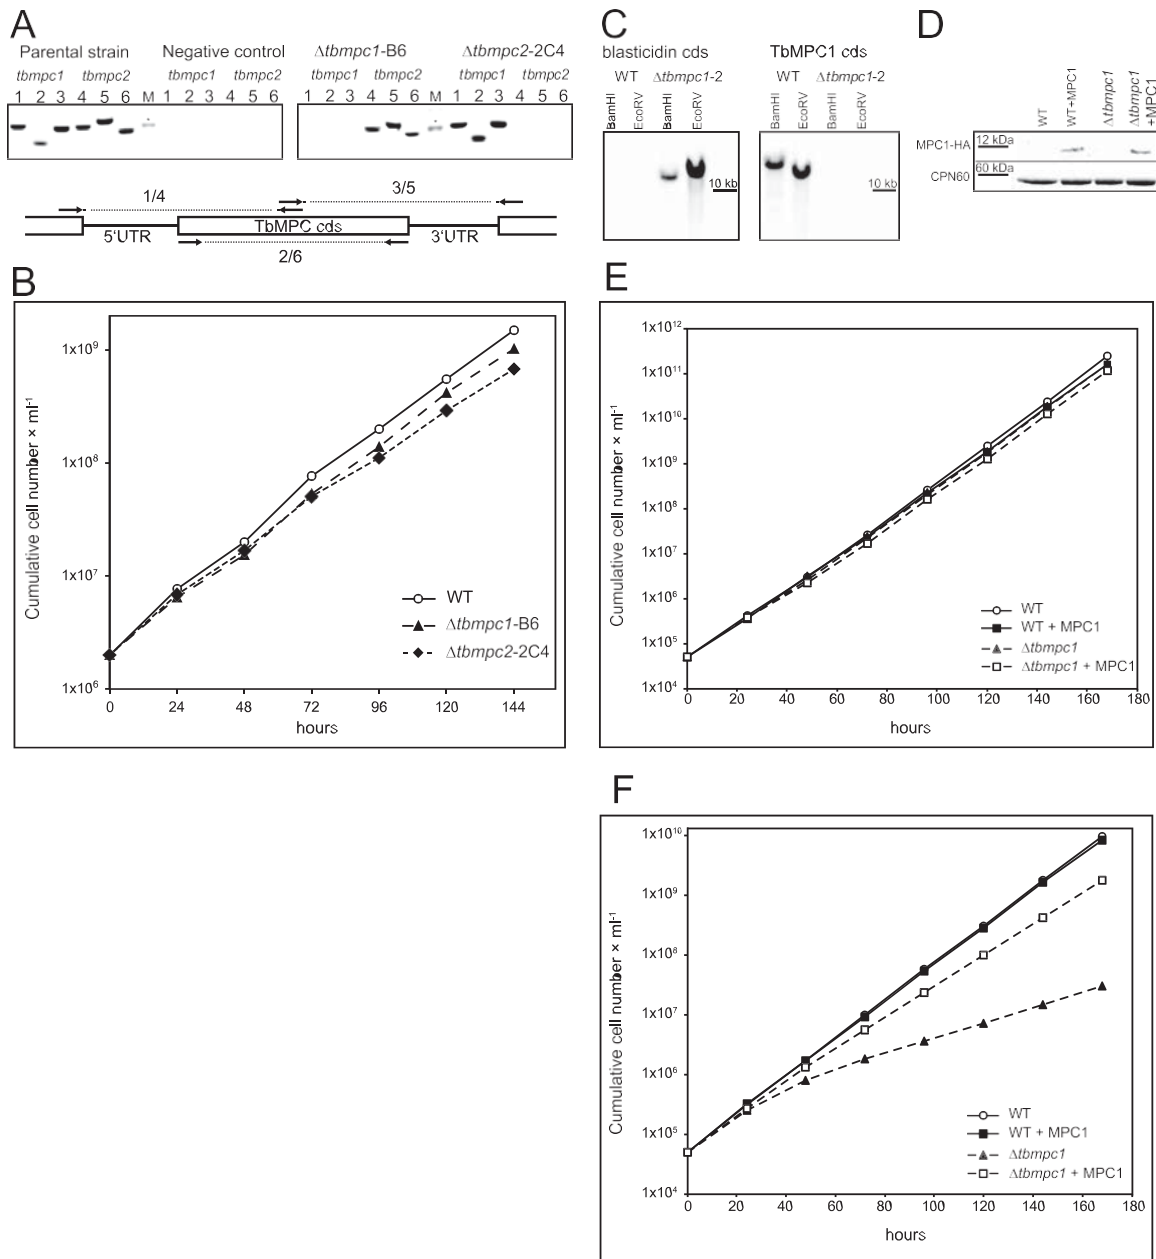 A
Parental strain
Negative control
Δtbmpc1-B6
Δtbmpc2-2C4
tbmpc1 tbmpc2 tbmpc1 tbmpc2 tbmpc1 tbmpc2 tbmpc1 tbmpc2
1 2 3 4 5 6 M 1 2 3 4 5 6 1 2 3 4 5 6 M 1 2 3 4 5 6
1/4
3/5
5'UTR
TbMPC cds
3'UTR
2/6
C
blasticidin cds
TbMPC1 cds
WT Δtbmpc1-2 WT Δtbmpc1-2
BamHI EcoRV BamHI EcoRV BamHI EcoRV BamHI EcoRV
10 kb
10 kb
D
WT WT+MPC1 Δtbmpc1 Δtbmpc1 +MPC1
MPC1-HA 12 kDa
CPN60 60 kDa
B
Cumulative cell number × ml-1
1x10⁹
1x10⁸
1x10⁷
1x10⁶
WT
Δtbmpc1-B6
Δtbmpc2-2C4
0 24 48 72 96 120 144
hours
E
Cumulative cell number × ml-1
1x10¹²
1x10¹¹
1x10¹⁰
1x10⁹
1x10⁸
1x10⁷
1x10⁶
1x10⁵
1x10⁴
WT
WT + MPC1
Δtbmpc1
Δtbmpc1 + MPC1
0 20 40 60 80 100 120 140 160 180
hours
F
Cumulative cell number × ml-1
1x10¹⁰
1x10⁹
1x10⁸
1x10⁷
1x10⁶
1x10⁵
1x10⁴
WT
WT + MPC1
Δtbmpc1
Δtbmpc1 + MPC1
0 20 40 60 80 100 120 140 160 180
hours